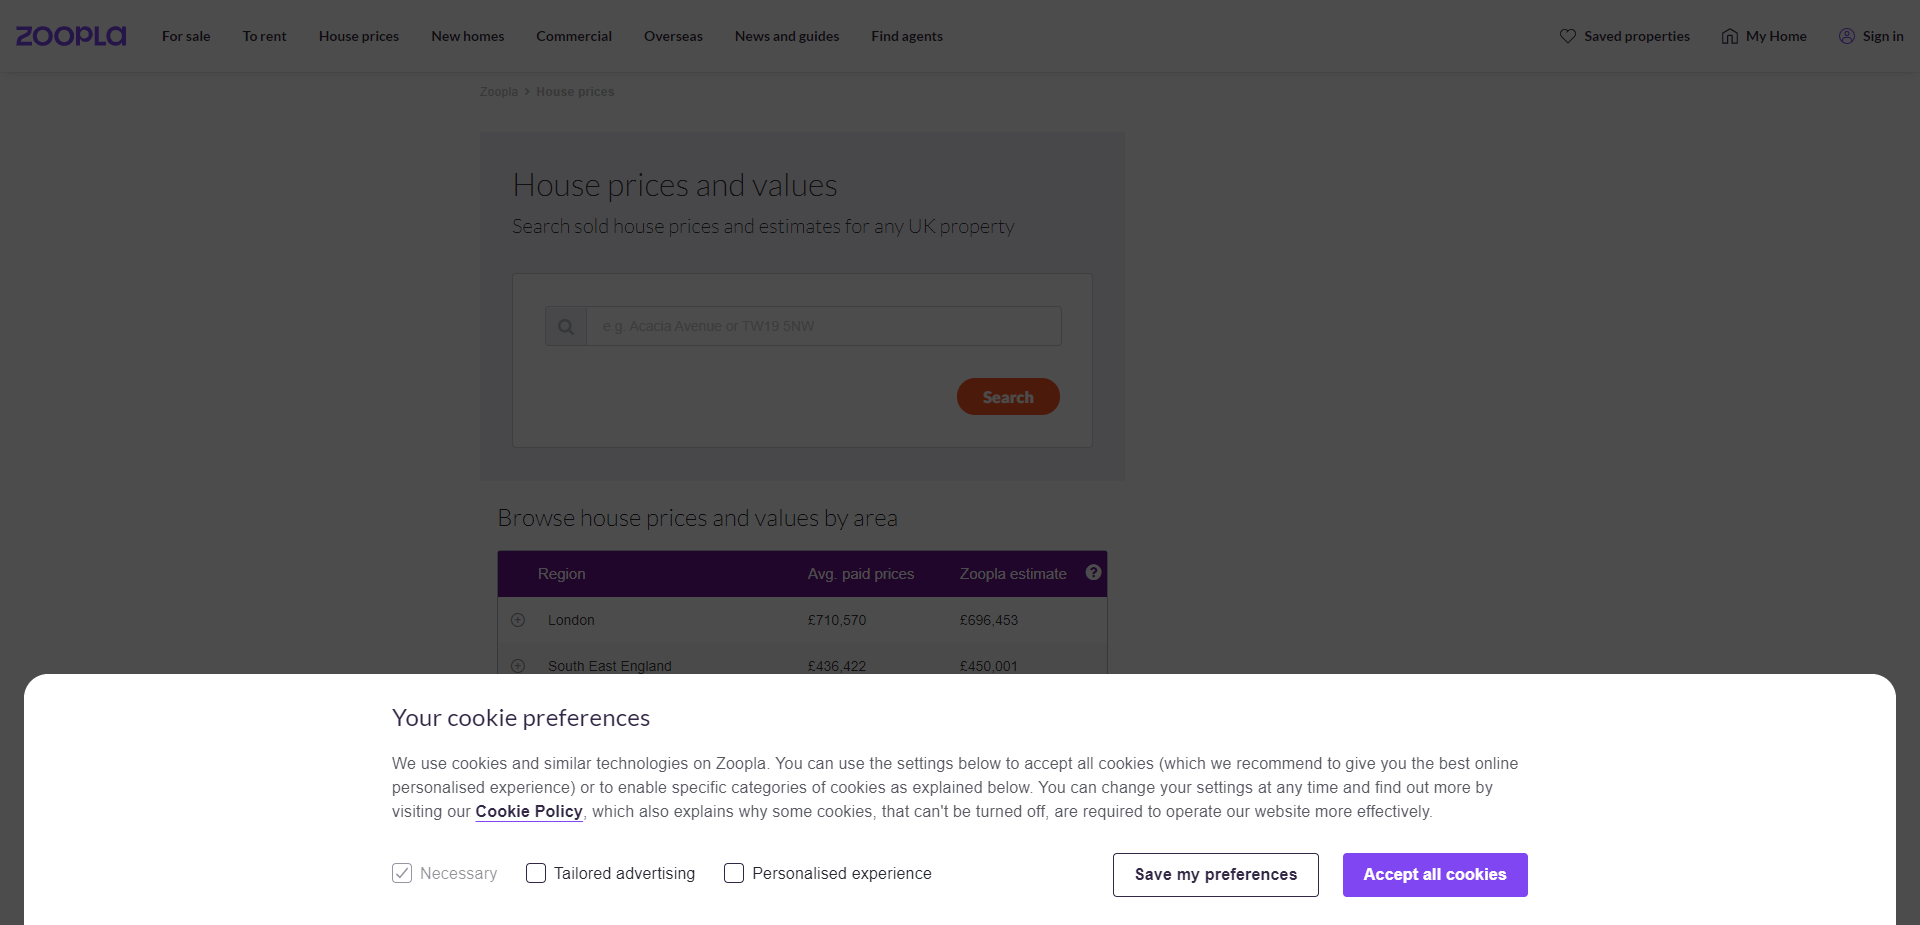 ZOOPLA For sale To rent House prices New homes Commercial Overseas News and guides Find agents Saved properties My Home Sign in
Zoopla > House prices
House prices and values
Search sold house prices and estimates for any UK property
e.g. Acacia Avenue or TW19 5NW
Search
Browse house prices and values by area
Region Avg. paid prices Zoopla estimate ?
London £710,570 £696,453
South East England £436,422 £450,001
Your cookie preferences
We use cookies and similar technologies on Zoopla. You can use the settings below to accept all cookies (which we recommend to give you the best online
personalised experience) or to enable specific categories of cookies as explained below. You can change your settings at any time and find out more by
visiting our Cookie Policy, which also explains why some cookies, that can't be turned off, are required to operate our website more effectively.
Necessary Tailored advertising Personalised experience Save my preferences Accept all cookies